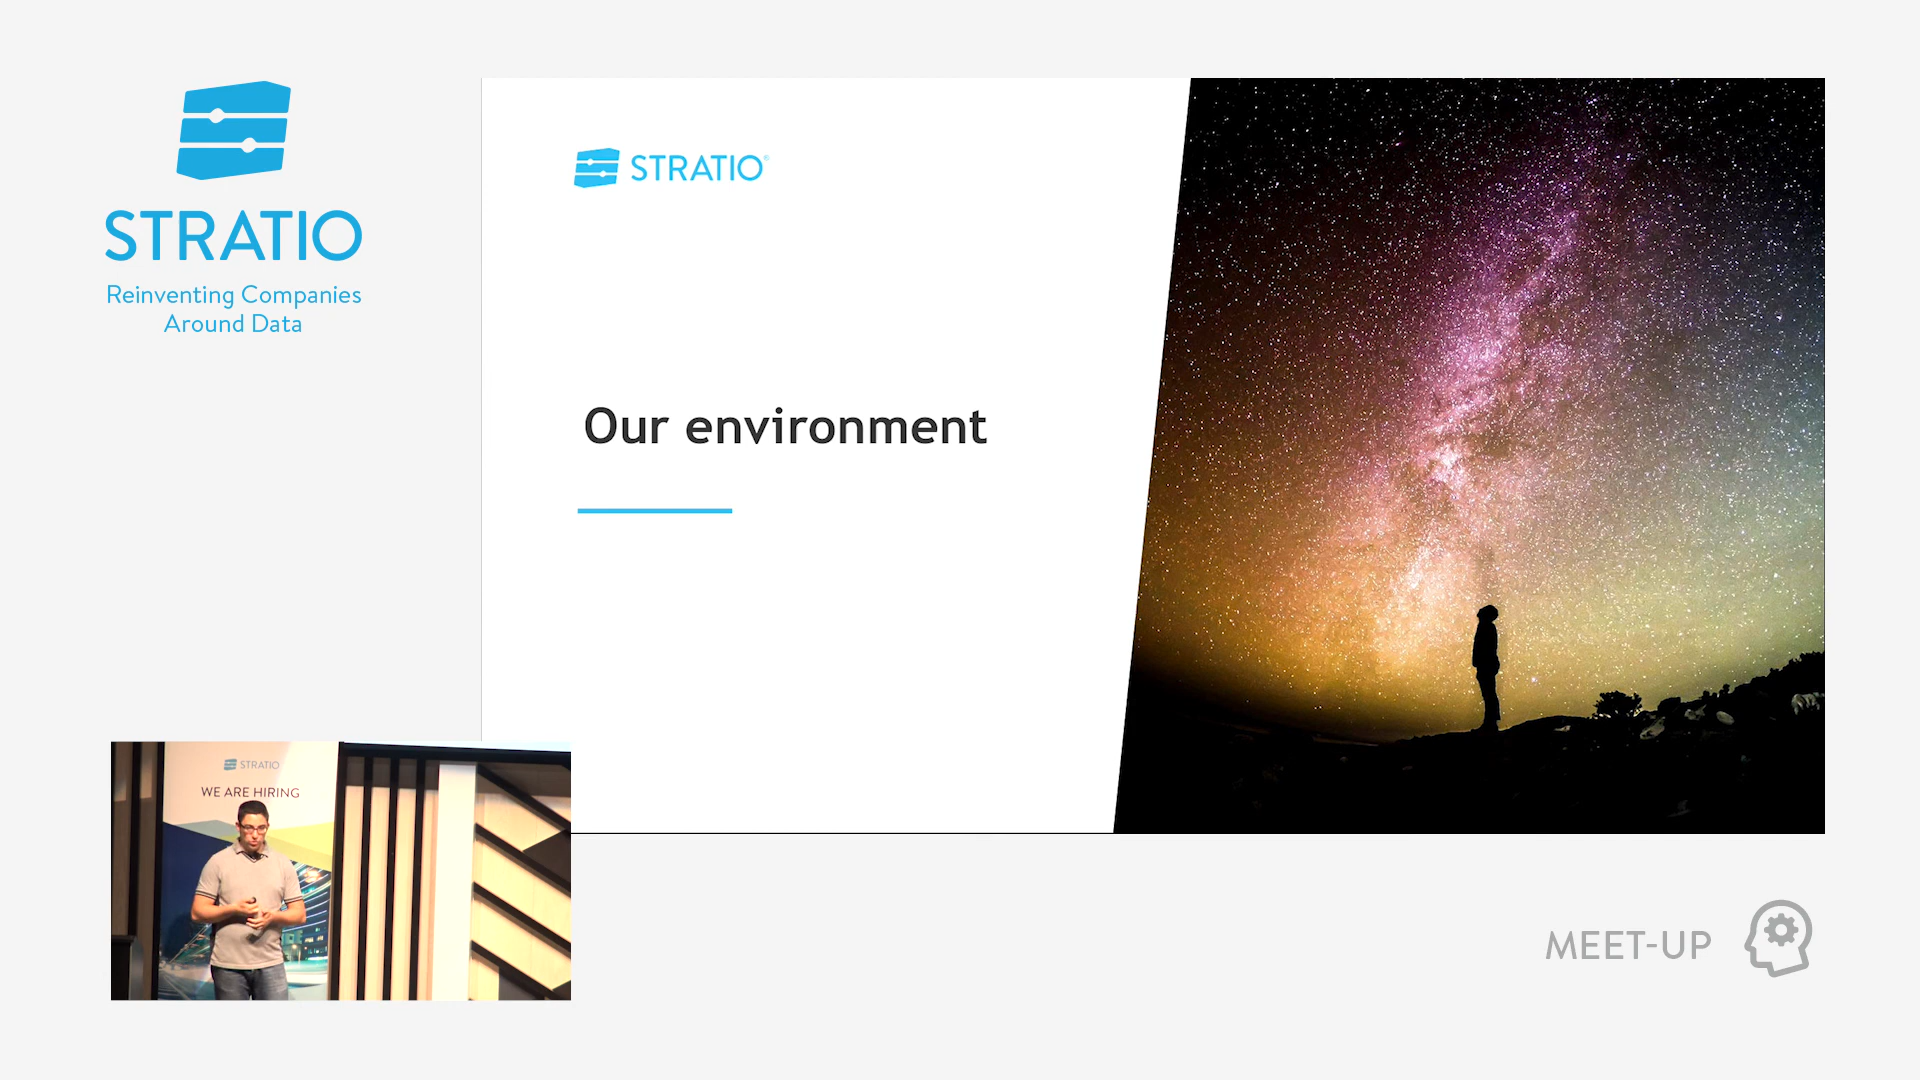 STRATIO
Reinventing Companies
Around Data
STRATIO®
Our environment
STRATIO
WE ARE HIRING
MEET-UP